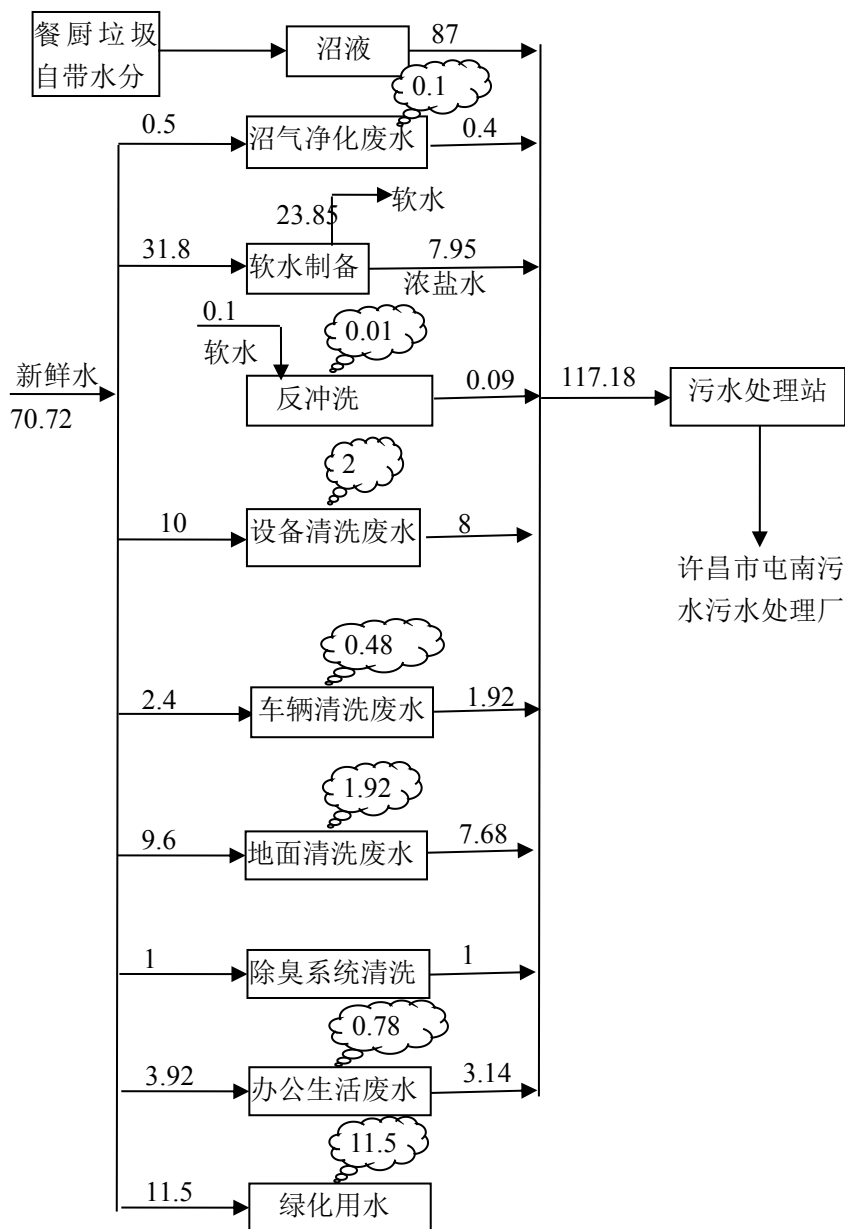 餐厨垃圾
自带水分
沼液
87
0.1
0.5
沼气净化废水
0.4
软水
23.85
31.8
软水制备
7.95
浓盐水
0.1
软水
0.01
反冲洗
0.09
新鲜水
70.72
117.18
污水处理站
2
10
设备清洗废水
8
许昌市屯南污
水污水处理厂
0.48
2.4
车辆清洗废水
1.92
1.92
9.6
地面清洗废水
7.68
1
除臭系统清洗
1
0.78
3.92
办公生活废水
3.14
11.5
11.5
绿化用水